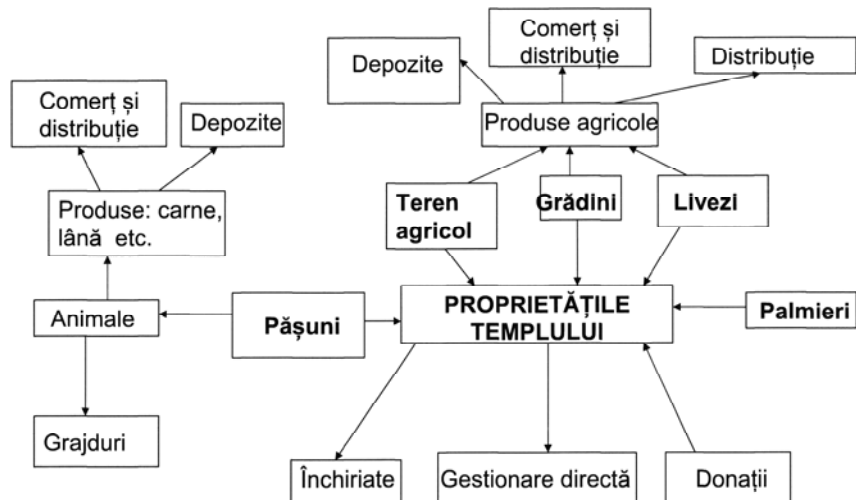 Comerț și
distribuție
Depozite
Distribuție
Comerț și
distribuție
Depozite
Produse agricole
Produse: carne,
lână etc.
Teren
agricol
Grădini
Livezi
Animale
Pășuni
PROPRIETĂȚILE
TEMPLULUI
Palmieri
Grajduri
Închiriate
Gestionare directă
Donații